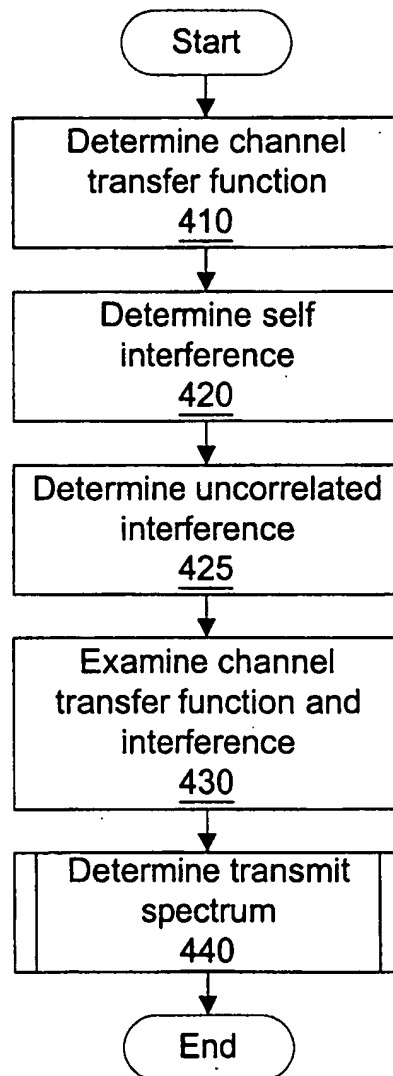 Start
Determine channel
transfer function
410
Determine self
interference
420
Determine uncorrelated
interference
425
Examine channel
transfer function and
interference
430
Determine transmit
spectrum
440
End